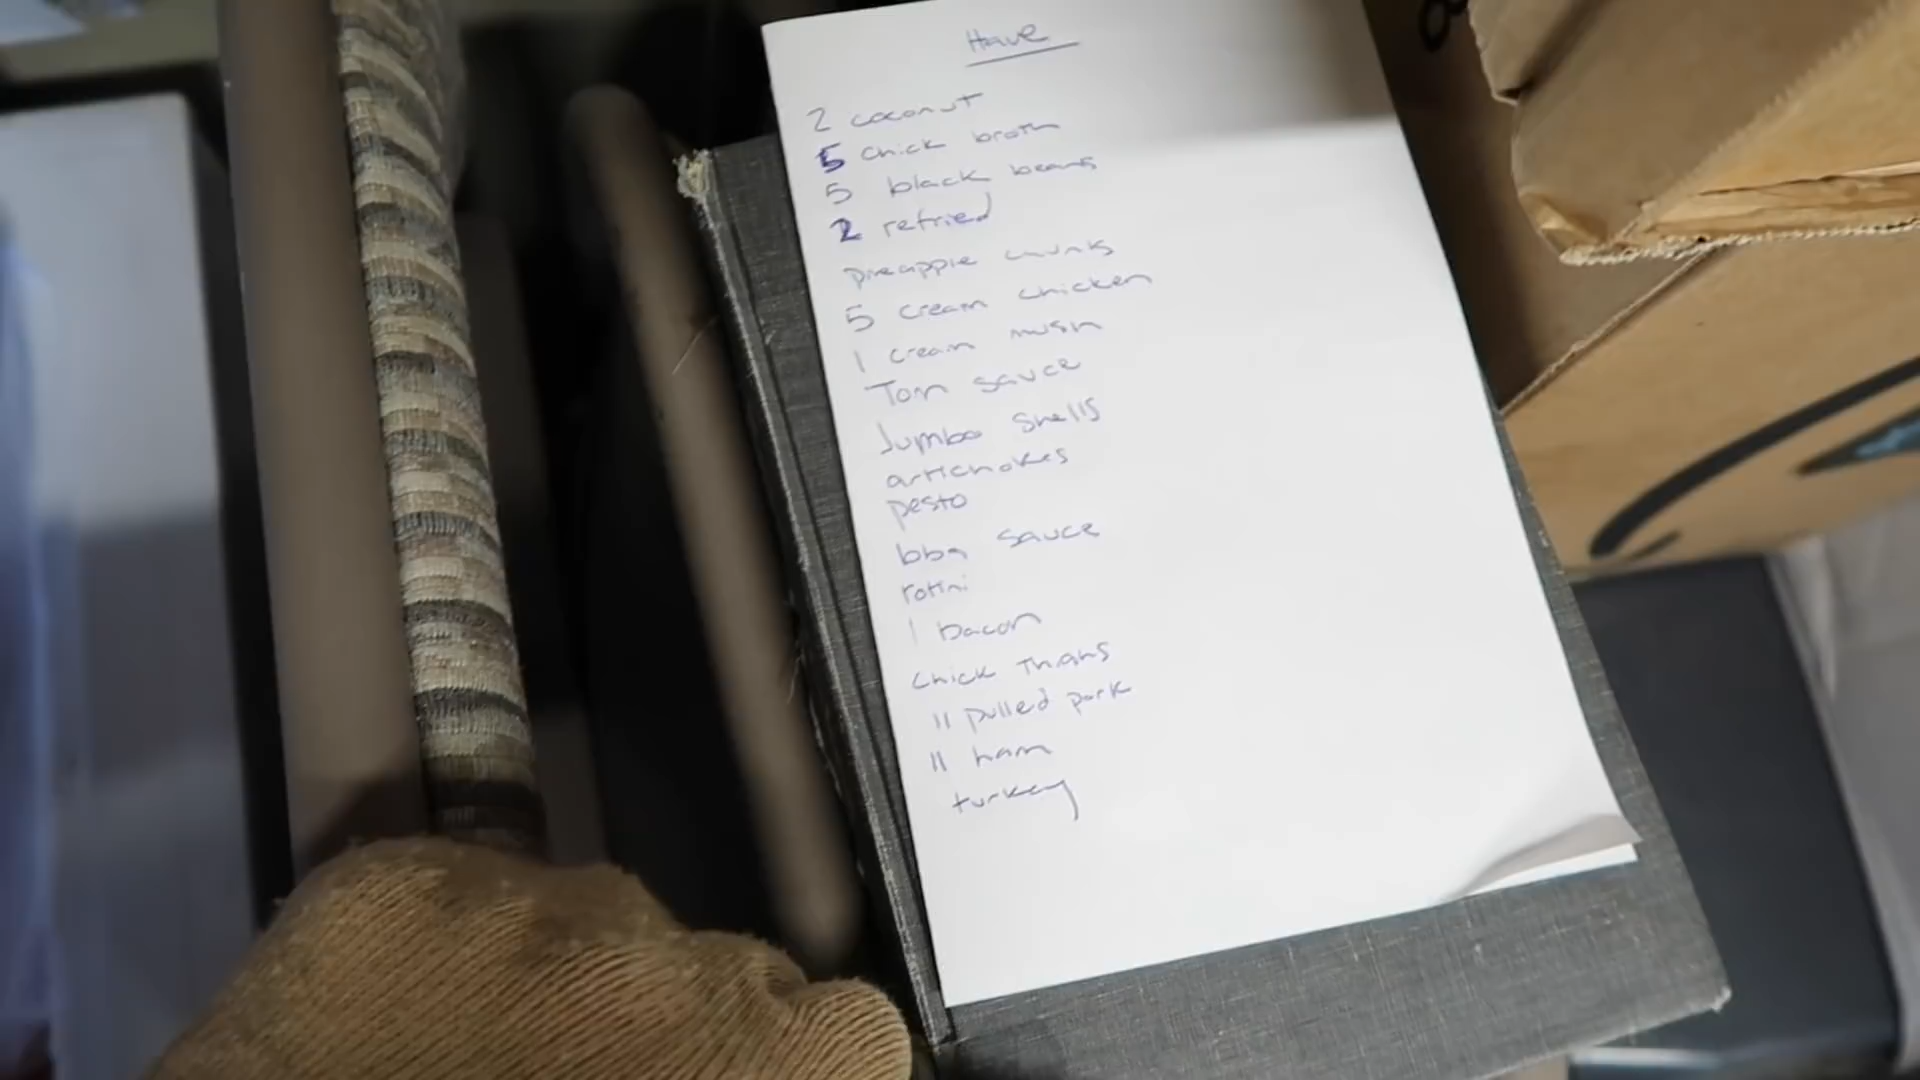 Have
2 coconut
5 chick broth
5 black beans
2 refried
pineapple chunks
5 cream chicken
1 cream mush
Tom sauce
Jumbo shells
artichokes
pesto
bbq sauce
rotini
1 bacon
chick thighs
11 pulled pork
11 ham
turkey